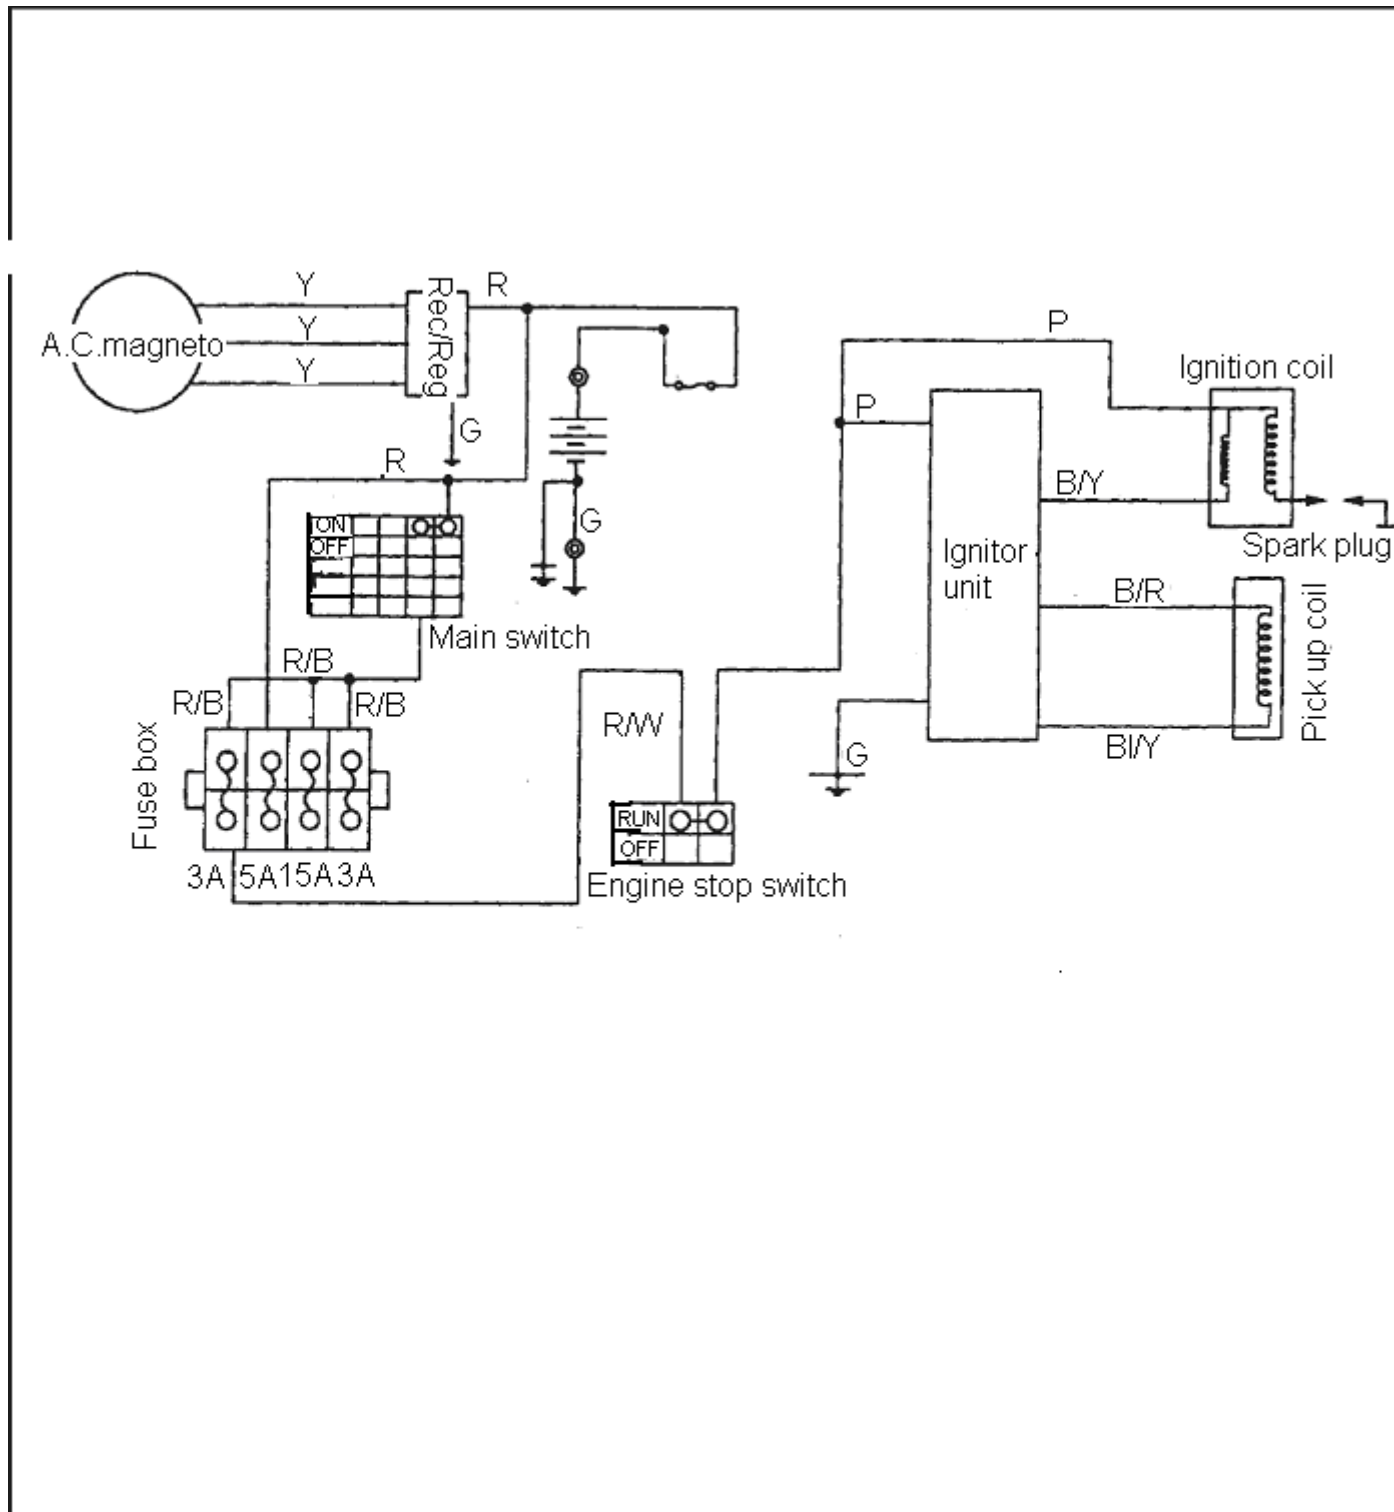 Y
R
A.C.magneto
Y
Rec/Reg
Y
G
R
G
ON
OFF
Main switch
R/B
R/B
R/B
Fuse box
3A 5A 15A 3A
R/W
RUN
OFF
Engine stop switch
P
P
Ignition coil
B/Y
Spark plug
Ignitor
unit
B/R
Pick up coil
Bl/Y
G